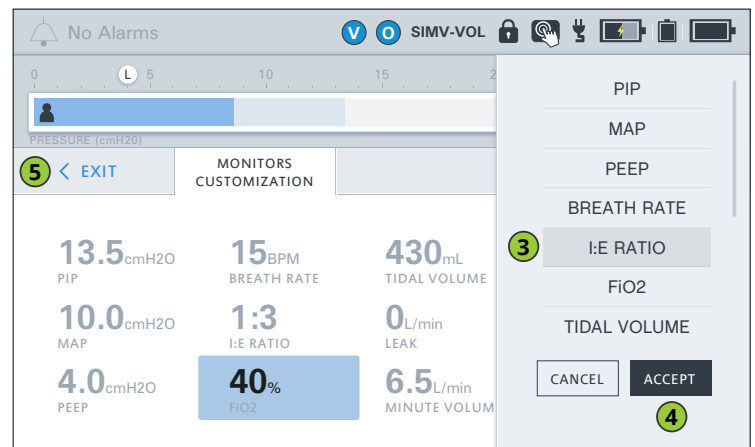 No Alarms
V O SIMV-VOL
0 5 10 15 2
L
PRESSURE (cmH20)
5 EXIT
MONITORS
CUSTOMIZATION
13.5cmH2O
PIP
15BPM
BREATH RATE
430mL
TIDAL VOLUME
10.0cmH2O
MAP
1:3
I:E RATIO
0L/min
LEAK
4.0cmH2O
PEEP
40%
FiO2
6.5L/min
MINUTE VOLUM
PIP
MAP
PEEP
BREATH RATE
3 I:E RATIO
FiO2
TIDAL VOLUME
CANCEL ACCEPT
4